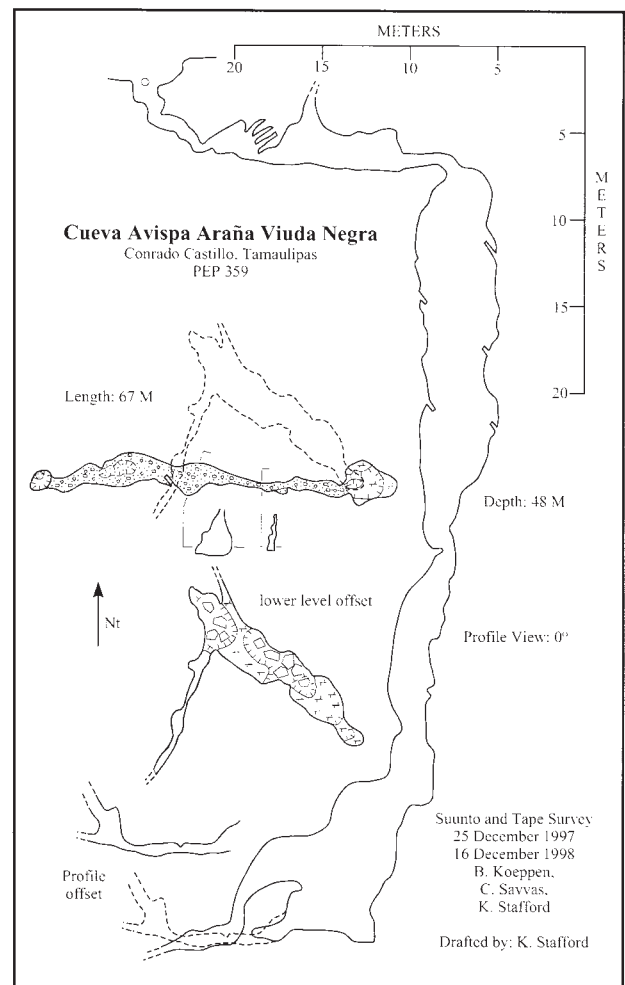 METERS
20 15 10 5
5
10
15
20
METERS
Cueva Avispa Araña Viuda Negra
Conrado Castillo, Tamaulipas
PEP 359
Length: 67 M
Depth: 48 M
lower level offset
Nt
Profile View: 0°
Suunto and Tape Survey
25 December 1997
16 December 1998
B. Koeppen,
C. Savvas,
K. Stafford
Profile
offset
Drafted by: K. Stafford